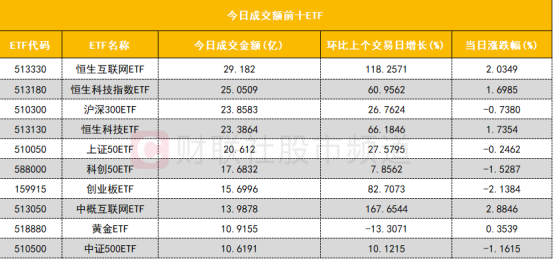 今日成交额前十ETF
ETF代码 ETF名称 今日成交金额(亿) 环比上个交易日增长(%) 当日涨跌幅(%)
513330 恒生互联网ETF 29.182 118.2571 2.0349
513180 恒生科技指数ETF 25.0509 60.9562 1.6985
510300 沪深300ETF 23.8583 26.7624 -0.7380
513130 恒生科技ETF 23.3864 66.1846 1.7354
510050 上证50ETF 20.612 27.5795 -0.2462
588000 科创50ETF 17.6832 7.8562 -1.5287
159915 创业板ETF 15.6996 82.7073 -2.1384
513050 中概互联网ETF 13.9878 167.6544 2.8846
518880 黄金ETF 10.9155 -13.3071 0.3539
510500 中证500ETF 10.6191 10.1215 -1.1615
财联社股市频道